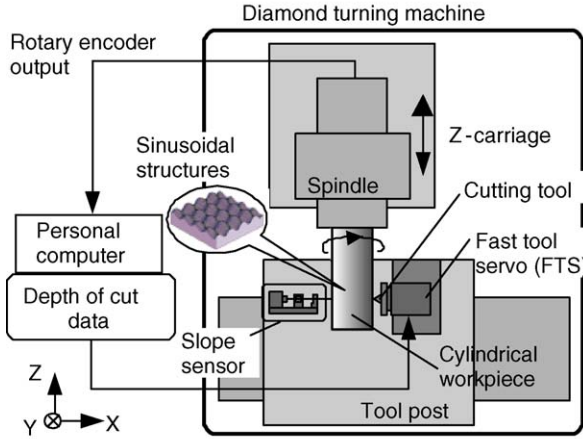 Diamond turning machine
Rotary encoder
output
Z-carriage
Sinusoidal
structures
Spindle
Cutting tool
Personal
computer
Fast tool
servo (FTS)
Depth of cut
data
Slope
sensor
Cylindrical
workpiece
Tool post
Z
Y
X